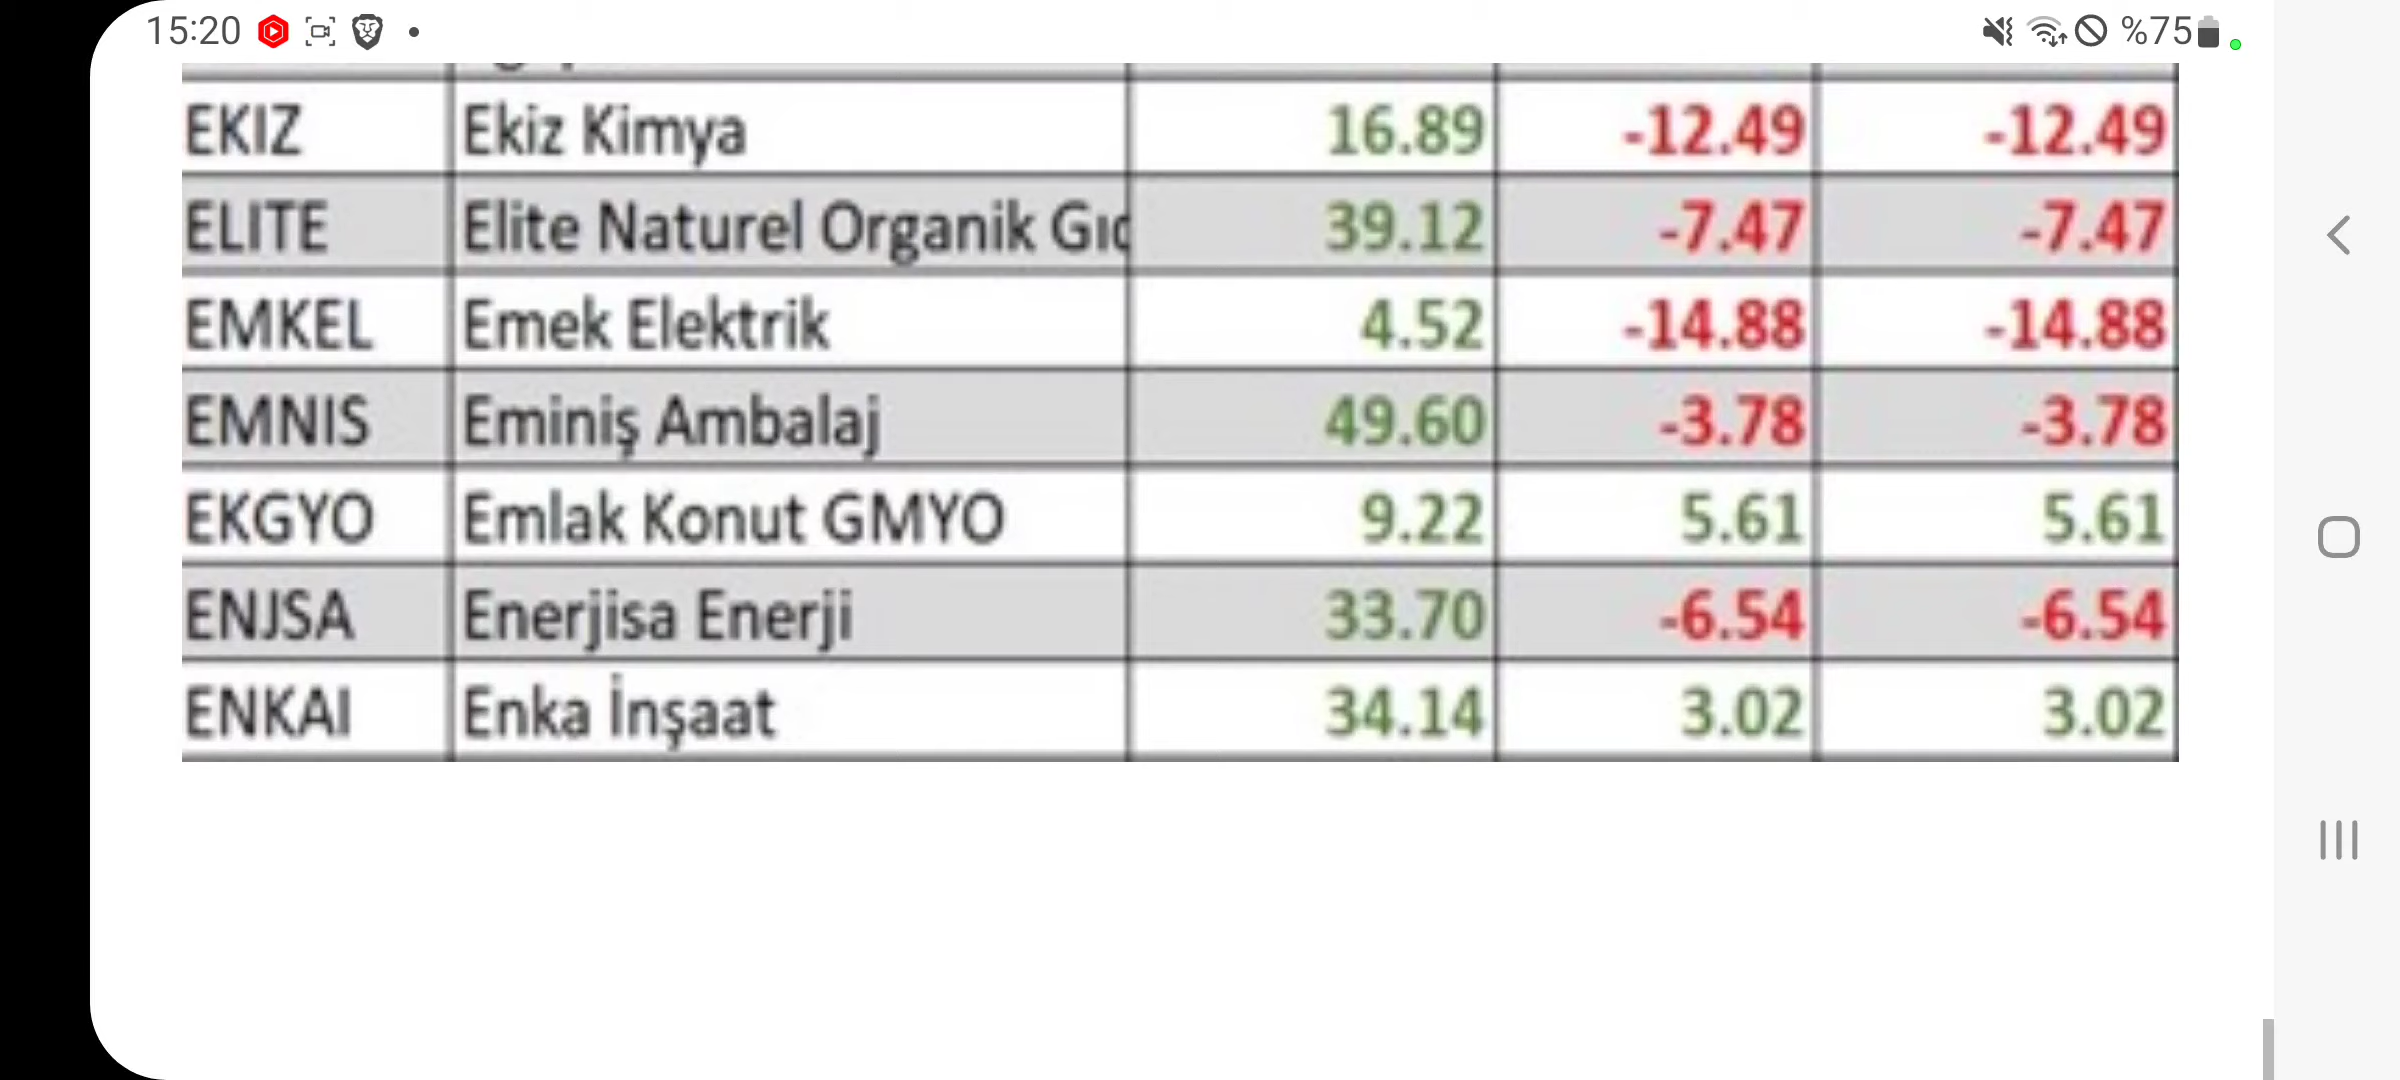 15:20 %75
EKIZ Ekiz Kimya 16.89 -12.49 -12.49
ELITE Elite Naturel Organik Gıd 39.12 -7.47 -7.47
EMKEL Emek Elektrik 4.52 -14.88 -14.88
EMNIS Eminiş Ambalaj 49.60 -3.78 -3.78
EKGYO Emlak Konut GMYO 9.22 5.61 5.61
ENJSA Enerjisa Enerji 33.70 -6.54 -6.54
ENKAI Enka İnşaat 34.14 3.02 3.02